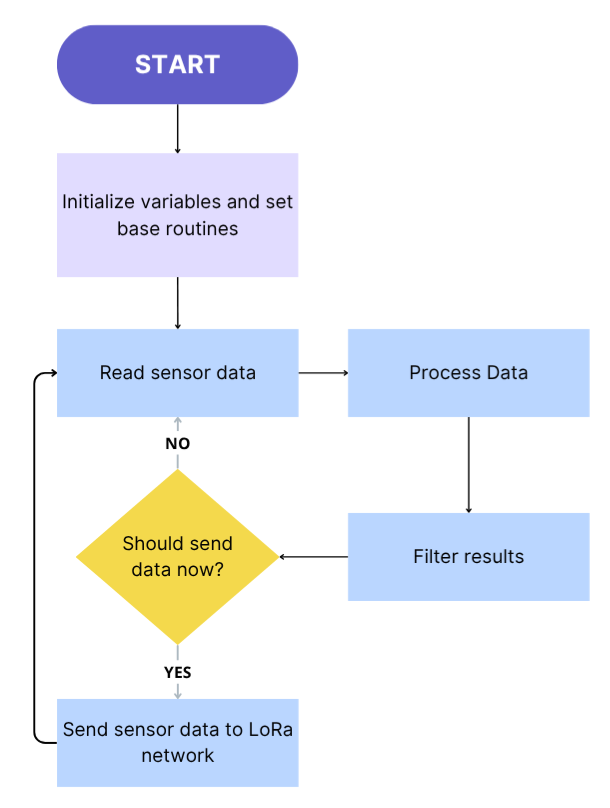 START
Initialize variables and set
base routines
Read sensor data
Process Data
NO
Should send
data now?
Filter results
YES
Send sensor data to LoRa
network